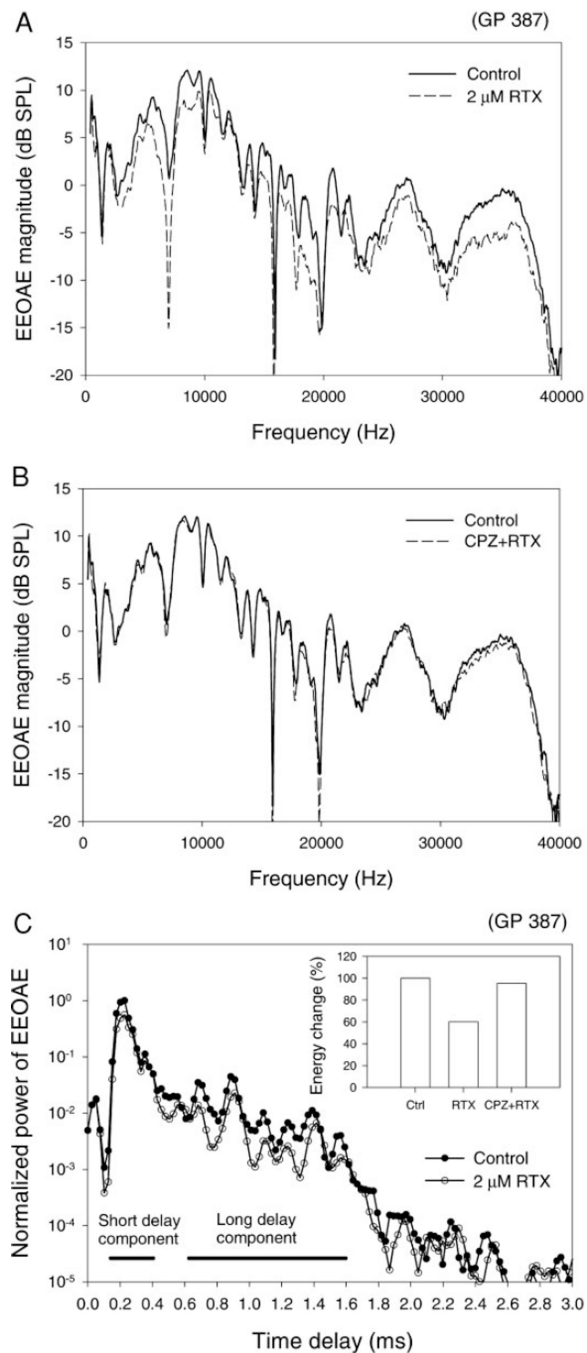 A
(GP 387)
Control
2 μM RTX
EEOAE magnitude (dB SPL)
15
10
5
0
-5
-10
-15
-20
0 10000 20000 30000 40000
Frequency (Hz)
B
Control
CPZ+RTX
EEOAE magnitude (dB SPL)
15
10
5
0
-5
-10
-15
-20
0 10000 20000 30000 40000
Frequency (Hz)
C
(GP 387)
Normalized power of EEOAE
10¹
10⁰
10⁻¹
10⁻²
10⁻³
10⁻⁴
10⁻⁵
Energy change (%)
120
100
80
60
40
20
0
Ctrl RTX CPZ+RTX
Control
2 μM RTX
Short delay
component
Long delay
component
0.0 0.2 0.4 0.6 0.8 1.0 1.2 1.4 1.6 1.8 2.0 2.2 2.4 2.6 2.8 3.0
Time delay (ms)